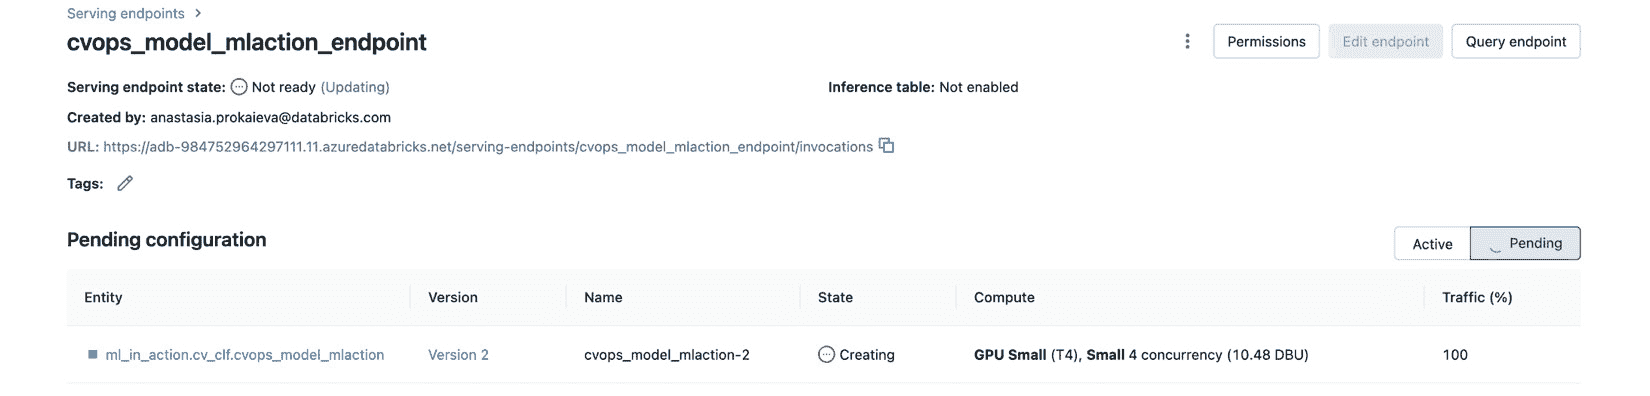 Serving endpoints >
cvops_model_mlaction_endpoint
Permissions Edit endpoint Query endpoint
Serving endpoint state: Not ready (Updating) Inference table: Not enabled
Created by: anastasia.prokaieva@databricks.com
URL: https://adb-984752964297111.11.azuredatabricks.net/serving-endpoints/cvops_model_mlaction_endpoint/invocations
Tags:
Pending configuration Active Pending
Entity Version Name State Compute Traffic (%)
ml_in_action.cv_clf.cvops_model_mlaction Version 2 cvops_model_mlaction-2 Creating GPU Small (T4), Small 4 concurrency (10.48 DBU) 100